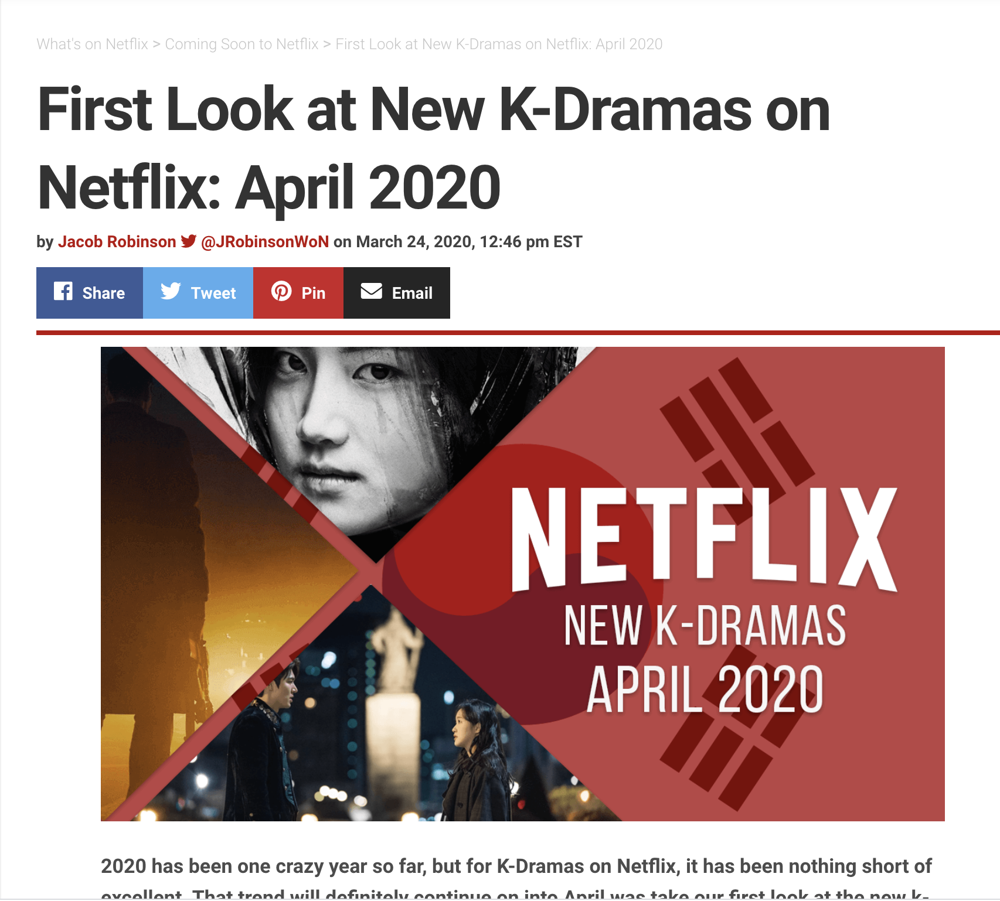 What's on Netflix > Coming Soon to Netflix > First Look at New K-Dramas on Netflix: April 2020
First Look at New K-Dramas on
Netflix: April 2020
by Jacob Robinson @JRobinsonWoN on March 24, 2020, 12:46 pm EST
Share Tweet Pin Email
NETFLIX
NEW K-DRAMAS
APRIL 2020
2020 has been one crazy year so far, but for K-Dramas on Netflix, it has been nothing short of
excellent. That trend will definitely continue on into April was take our first look at the new k-